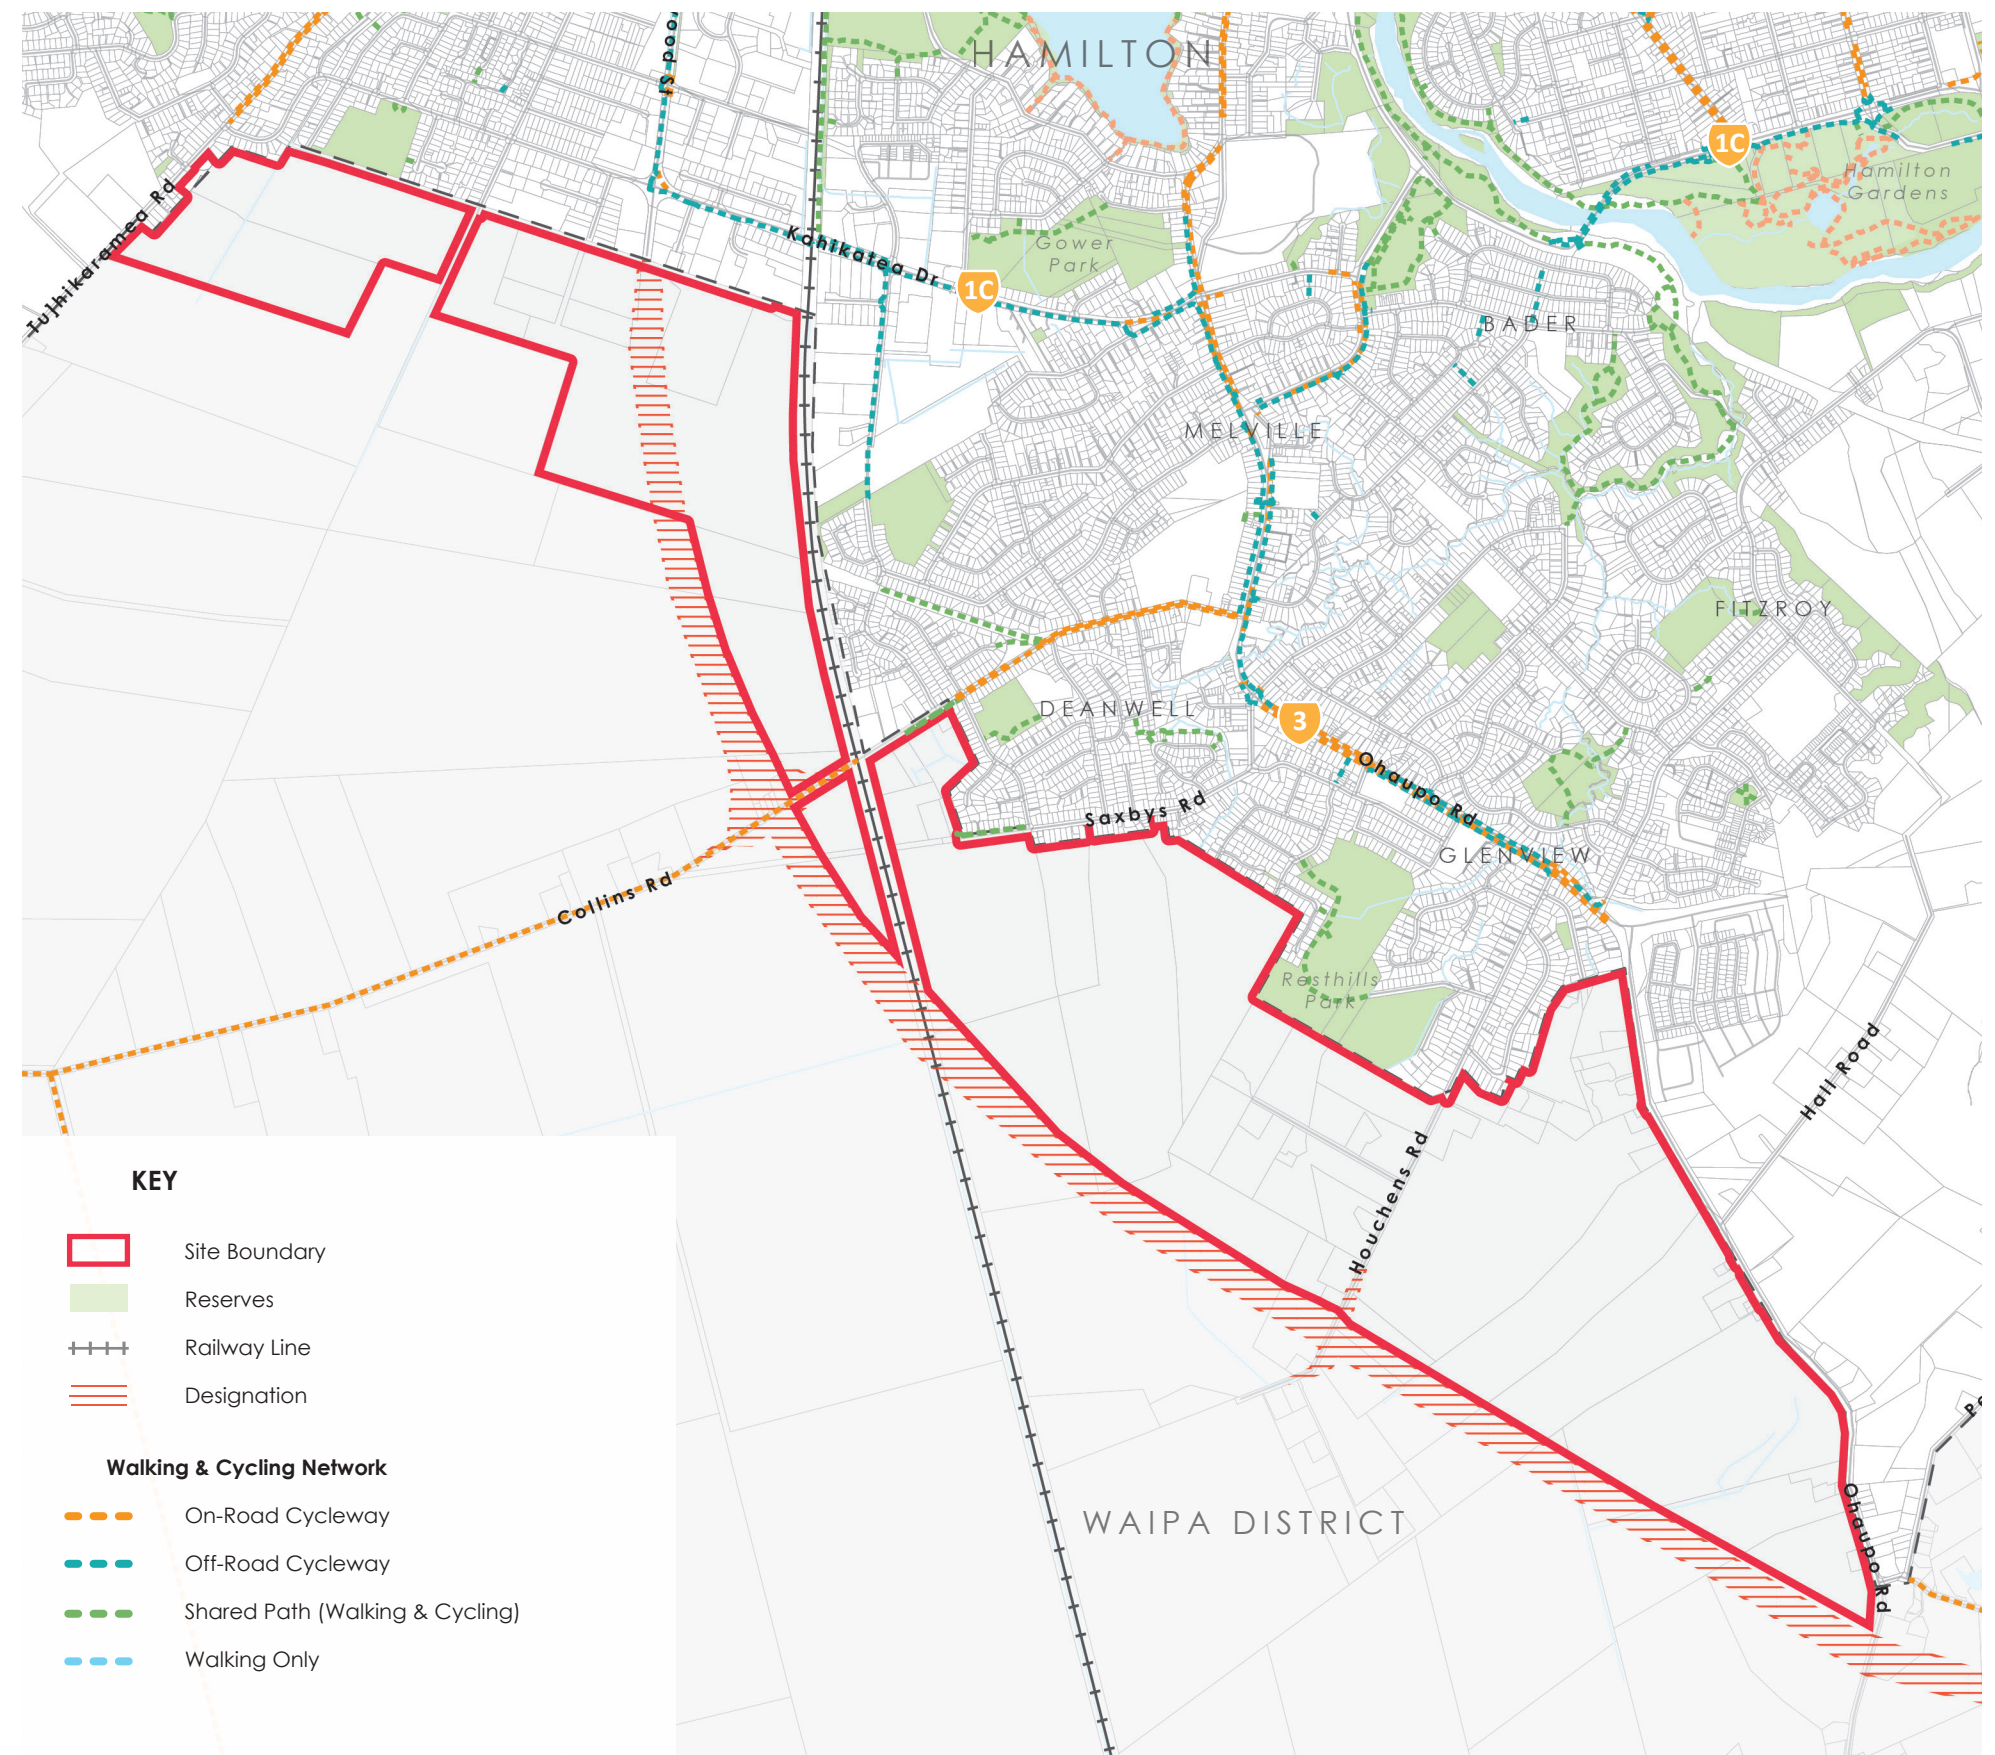 HAMILTON
1C
Hamilton
Gardens
Tuihikaramea Rd
Kahikatea Dr
1C
Gower
Park
BADER
MELVILLE
FITZROY
DEANWELL
3
Ohaupo Rd
Saxbys Rd
GLENVIEW
Collins Rd
Resthills
Park
Hall Road
Houchens Rd
WAIPA DISTRICT
Ohaupo Rd
KEY
Site Boundary
Reserves
Railway Line
Designation
Walking & Cycling Network
On-Road Cycleway
Off-Road Cycleway
Shared Path (Walking & Cycling)
Walking Only